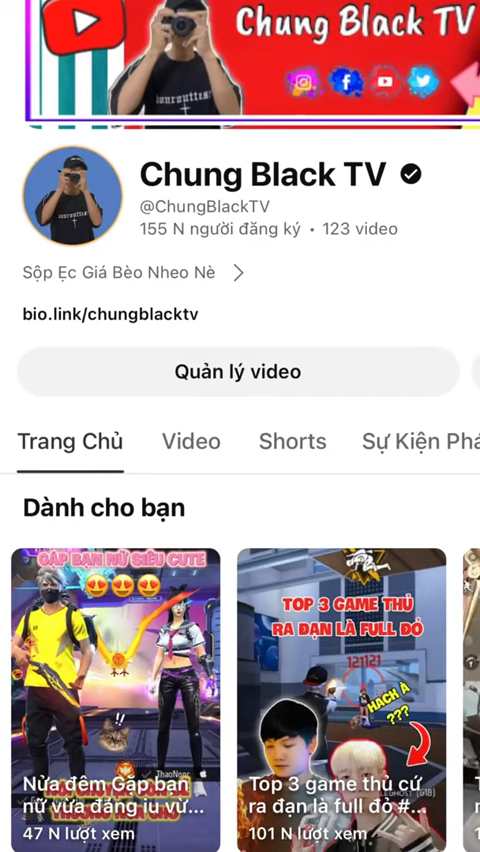 Chung Black TV
Chung Black TV
@ChungBlackTV
155 N người đăng ký • 123 video
Sộp Ẹc Giá Bèo Nheo Nè
bio.link/chungblacktv
Quản lý video
Trang Chủ
Video
Shorts
Sự Kiện Phá
Dành cho bạn
GẶP BẠN NỮ SIÊU CUTE
!!
ThaoNgoc
Nửa đêm Gặp bạn
nữ vừa đáng iu vừ...
47 N lượt xem
TOP 3 GAME THỦ
RA ĐẠN LÀ FULL ĐỎ
121121
HACK À
???
Top 3 game thủ cứ
ra đạn là full đỏ #...
101 N lượt xem